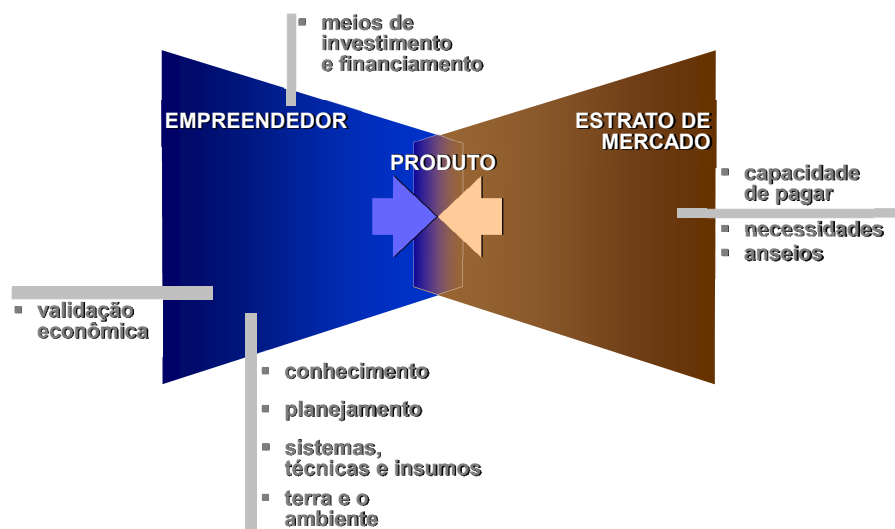 ▪ meios de
investimento
e financiamento
EMPREENDEDOR
ESTRATO DE
MERCADO
PRODUTO
▪ capacidade
de pagar
▪ necessidades
▪ anseios
▪ validação
econômica
▪ conhecimento
▪ planejamento
▪ sistemas,
técnicas e insumos
▪ terra e o
ambiente